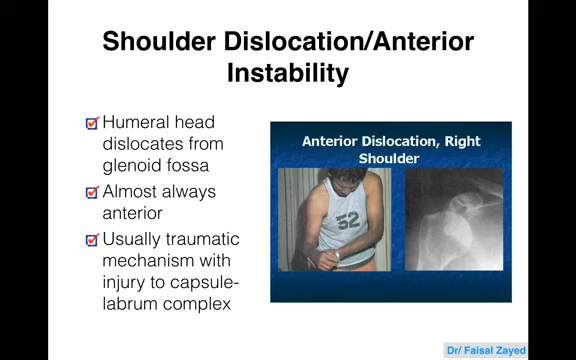 Shoulder Dislocation/Anterior
Instability
Humeral head
dislocates from
glenoid fossa
Almost always
anterior
Usually traumatic
mechanism with
injury to capsule-
labrum complex
Anterior Dislocation, Right
Shoulder
52
Dr/ Faisal Zayed